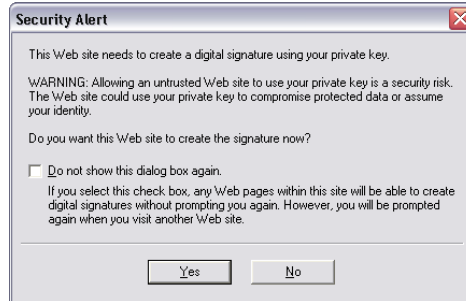 Security Alert
This Web site needs to create a digital signature using your private key.
WARNING: Allowing an untrusted Web site to use your private key is a security risk.
The Web site could use your private key to compromise protected data or assume
your identity.
Do you want this Web site to create the signature now?
Do not show this dialog box again.
If you select this check box, any Web pages within this site will be able to create
digital signatures without prompting you again. However, you will be prompted
again when you visit another Web site.
Yes No